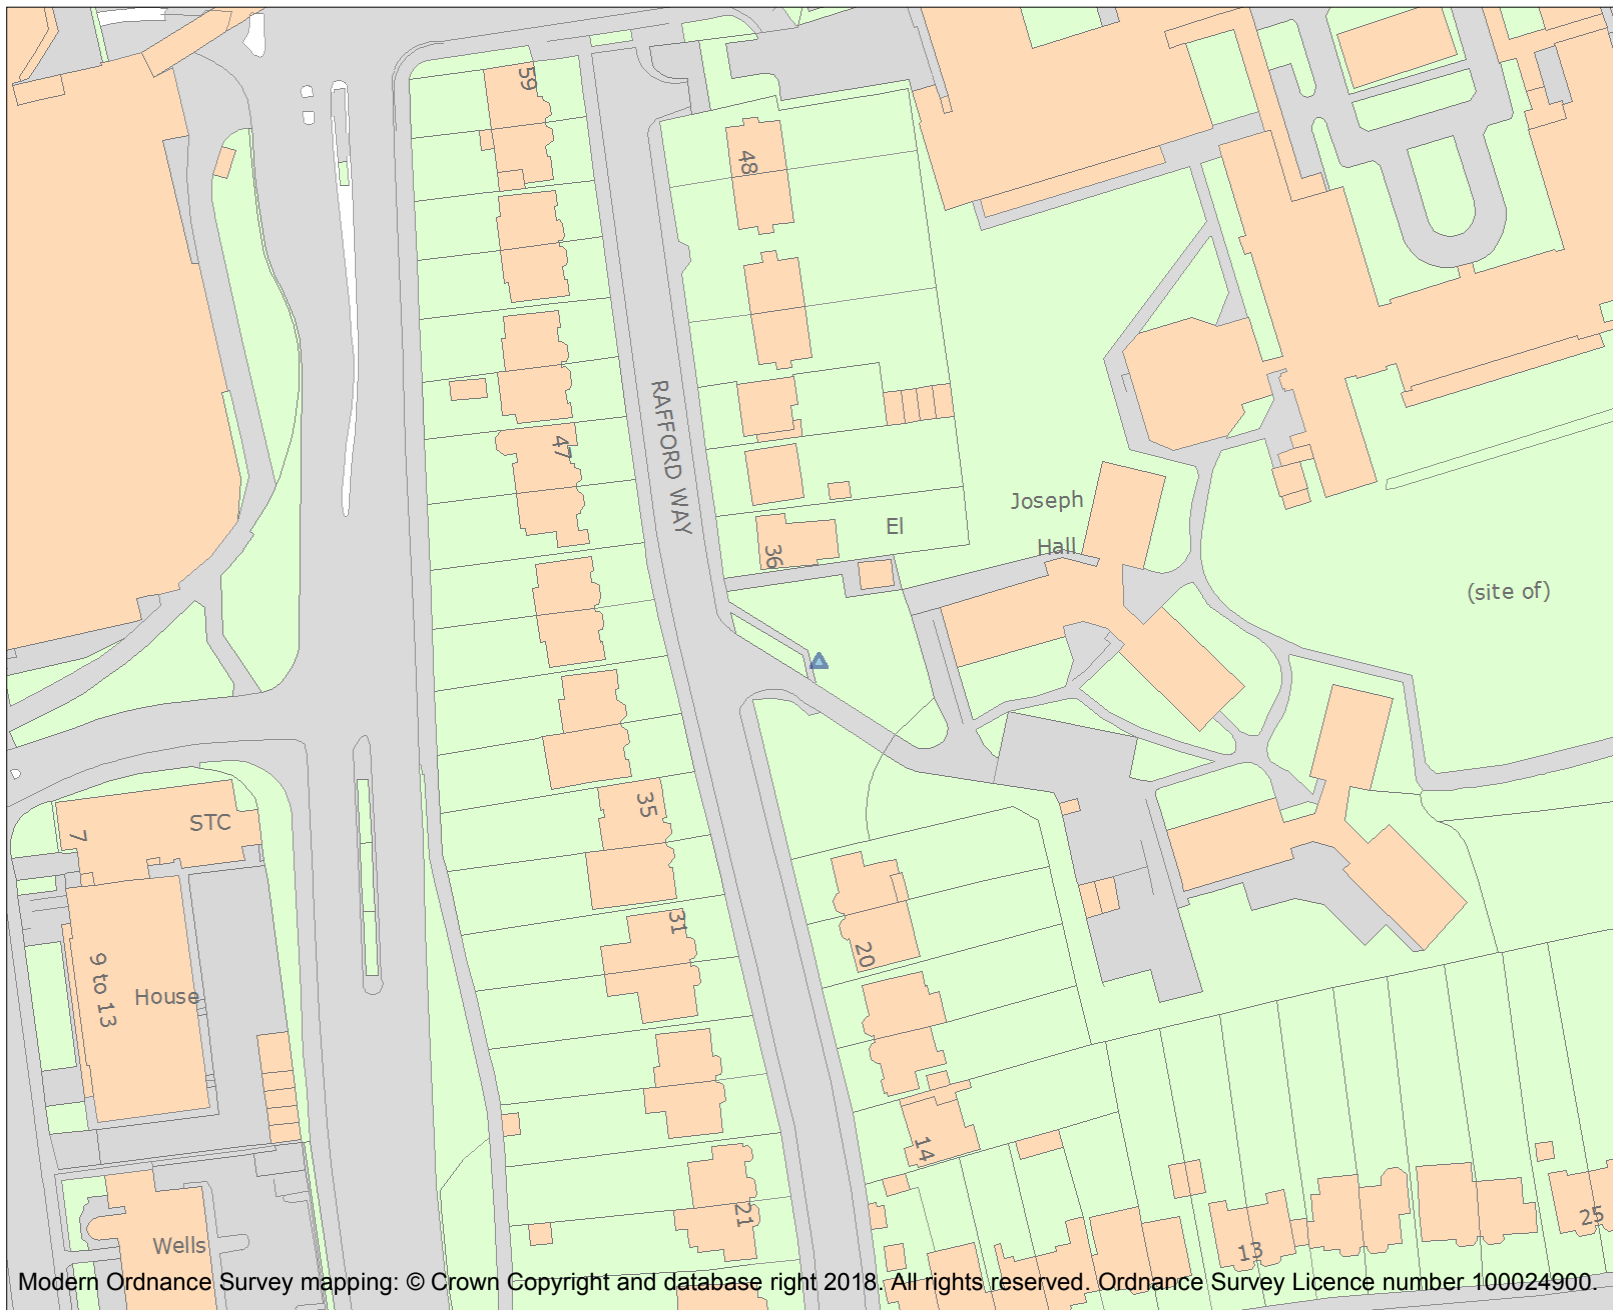 59
48
RAFFORD WAY
47
Joseph
Hall
El
36
(site of)
35
7
STC
31
20
9 to 13
House
14
21
Wells
13
25
Modern Ordnance Survey mapping: © Crown Copyright and database right 2018. All rights reserved. Ordnance Survey Licence number 100024900.